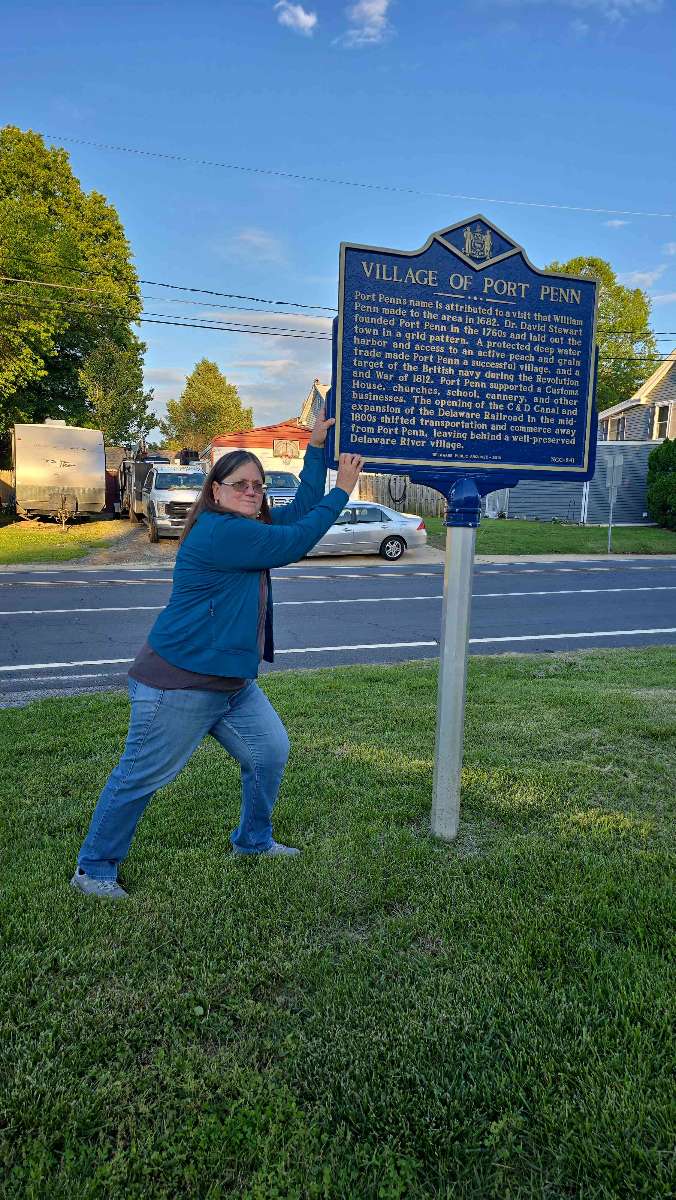 VILLAGE OF PORT PENN
Port Penn's name is attributed to a visit that William
Penn made to the area in 1682. Dr. David Stewart
founded Port Penn in the 1760s and laid out the
town in a grid pattern. A protected deep water
harbor and access to an active peach and grain
trade made Port Penn a successful village, and a
target of the British navy during the Revolution
and War of 1812. Port Penn supported a Customs
House, churches, school, cannery, and other
businesses. The opening of the C & D Canal and
expansion of the Delaware Railroad in the mid-
1800s shifted transportation and commerce away
from Port Penn, leaving behind a well-preserved
Delaware River village.
DELAWARE PUBLIC ARCHIVES